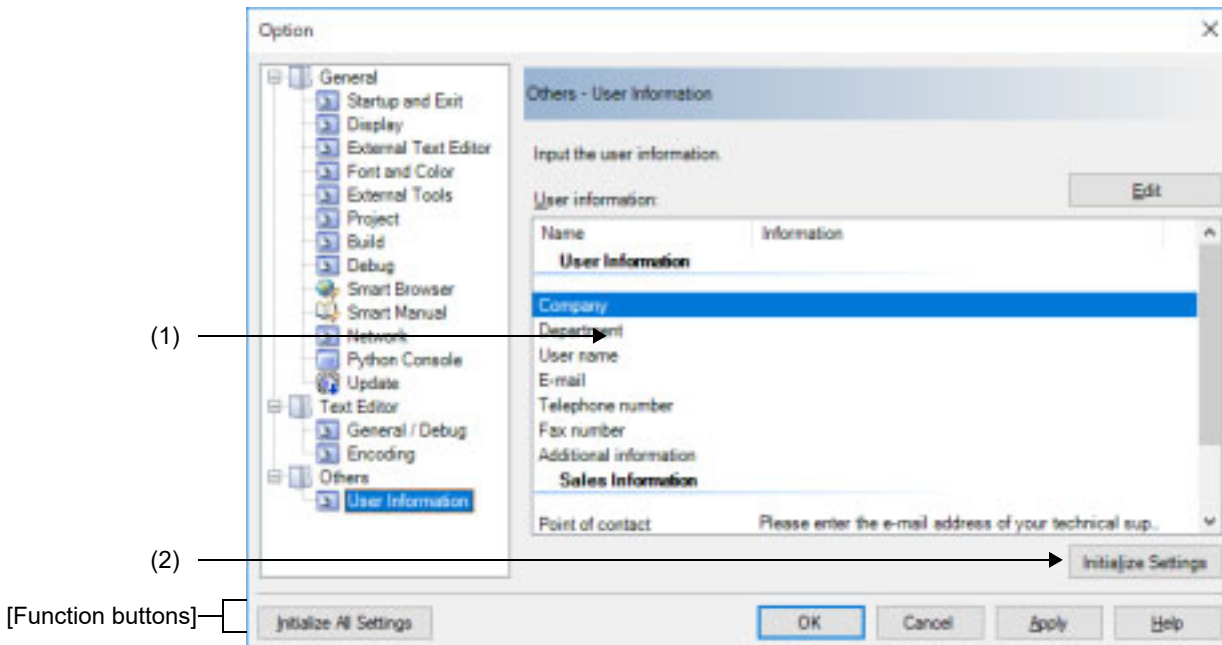 Option
General
Startup and Exit
Display
External Text Editor
Font and Color
External Tools
Project
Build
Debug
Smart Browser
Smart Manual
Network
Python Console
Update
Text Editor
General / Debug
Encoding
Others
User Information
Others - User Information
Input the user information.
User information:
Edit
Name Information
User Information
Company
Department
User name
E-mail
Telephone number
Fax number
Additional information
Sales Information
Point of contact Please enter the e-mail address of your technical sup..
Initialize Settings
Initialize All Settings
OK Cancel Apply Help
(1)
(2)
[Function buttons]